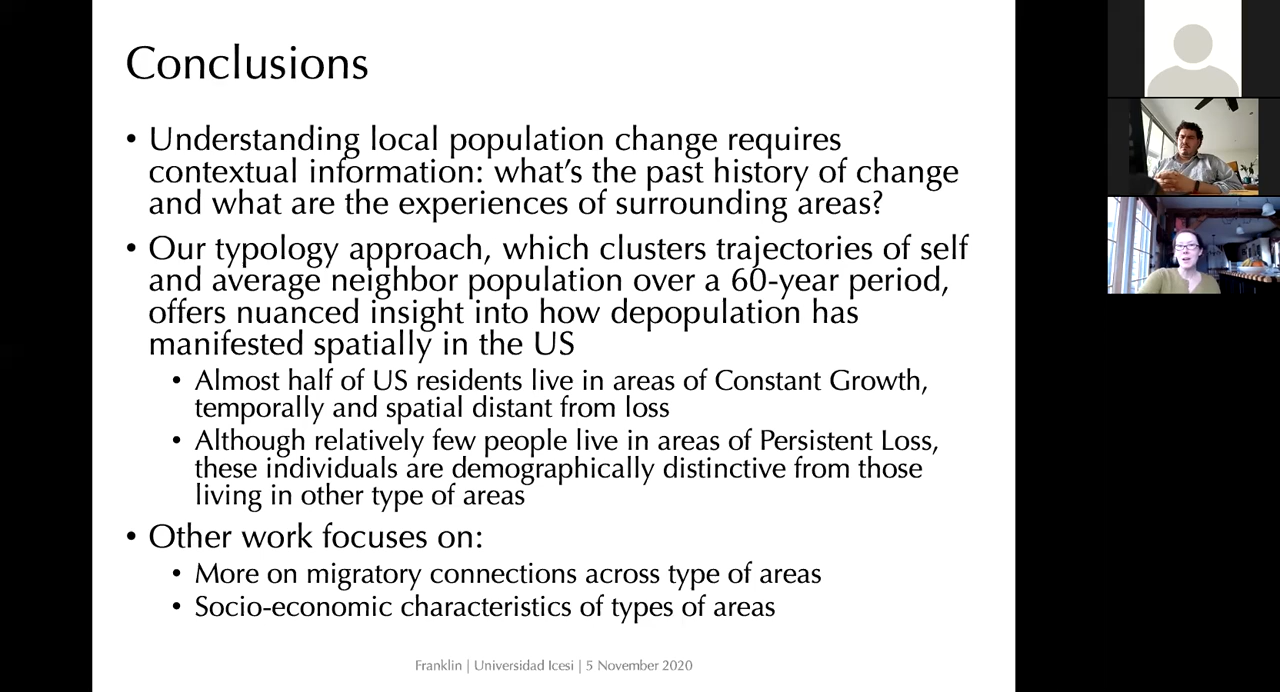 Conclusions
• Understanding local population change requires
contextual information: what's the past history of change
and what are the experiences of surrounding areas?
• Our typology approach, which clusters trajectories of self
and average neighbor population over a 60-year period,
offers nuanced insight into how depopulation has
manifested spatially in the US
• Almost half of US residents live in areas of Constant Growth,
temporally and spatial distant from loss
• Although relatively few people live in areas of Persistent Loss,
these individuals are demographically distinctive from those
living in other type of areas
• Other work focuses on:
• More on migratory connections across type of areas
• Socio-economic characteristics of types of areas
Franklin | Universidad Icesi | 5 November 2020